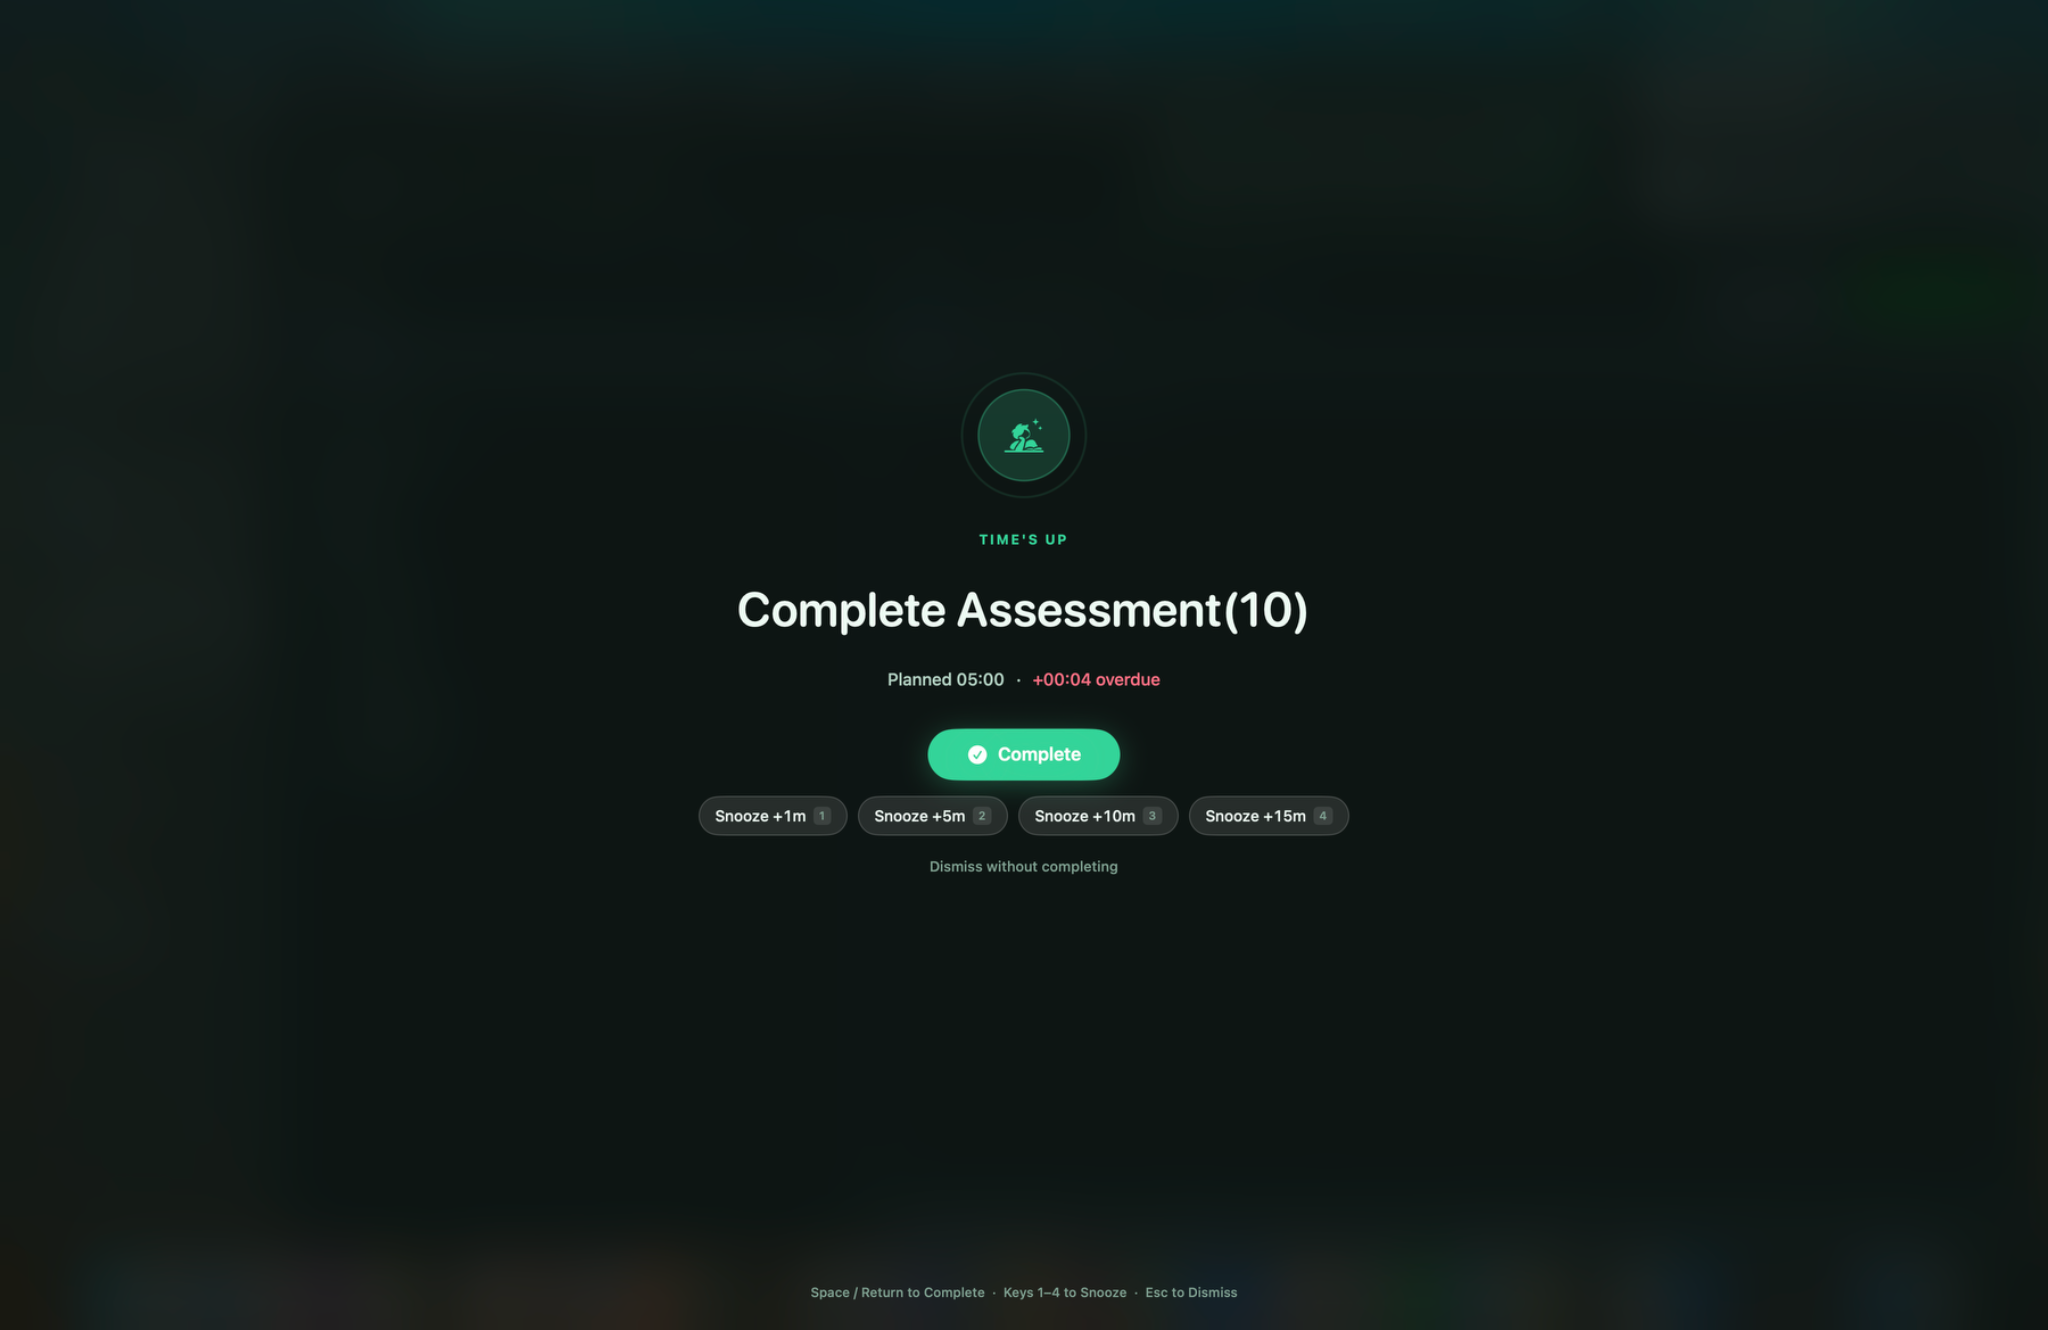 TIME'S UP
Complete Assessment(10)
Planned 05:00 · +00:04 overdue
Complete
Snooze +1m 1 Snooze +5m 2 Snooze +10m 3 Snooze +15m 4
Dismiss without completing
Space / Return to Complete · Keys 1–4 to Snooze · Esc to Dismiss